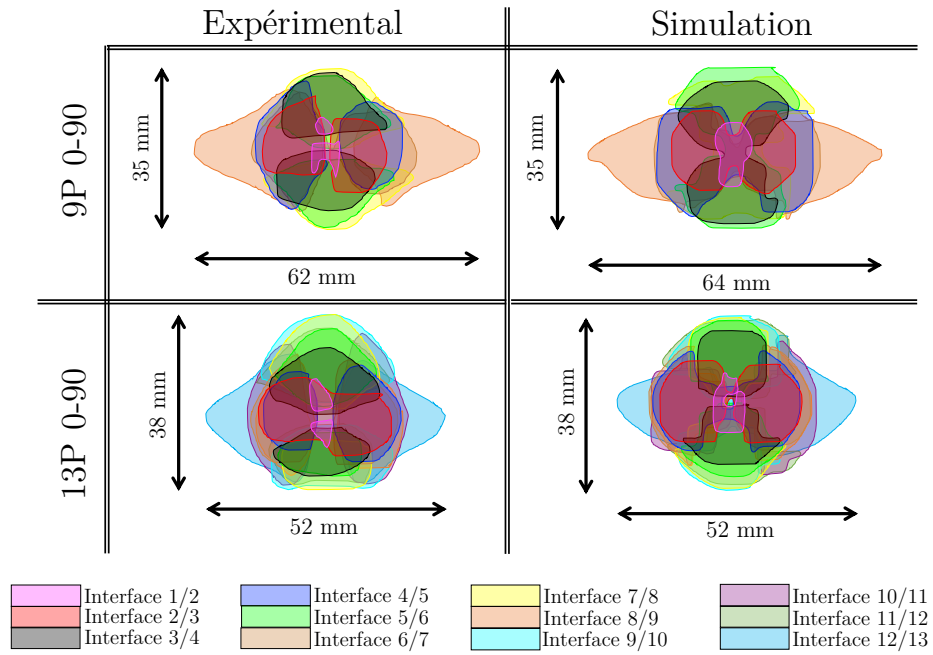 Expérimental
Simulation
9P 0-90
35 mm
62 mm
35 mm
64 mm
13P 0-90
38 mm
52 mm
38 mm
52 mm
Interface 1/2
Interface 2/3
Interface 3/4
Interface 4/5
Interface 5/6
Interface 6/7
Interface 7/8
Interface 8/9
Interface 9/10
Interface 10/11
Interface 11/12
Interface 12/13